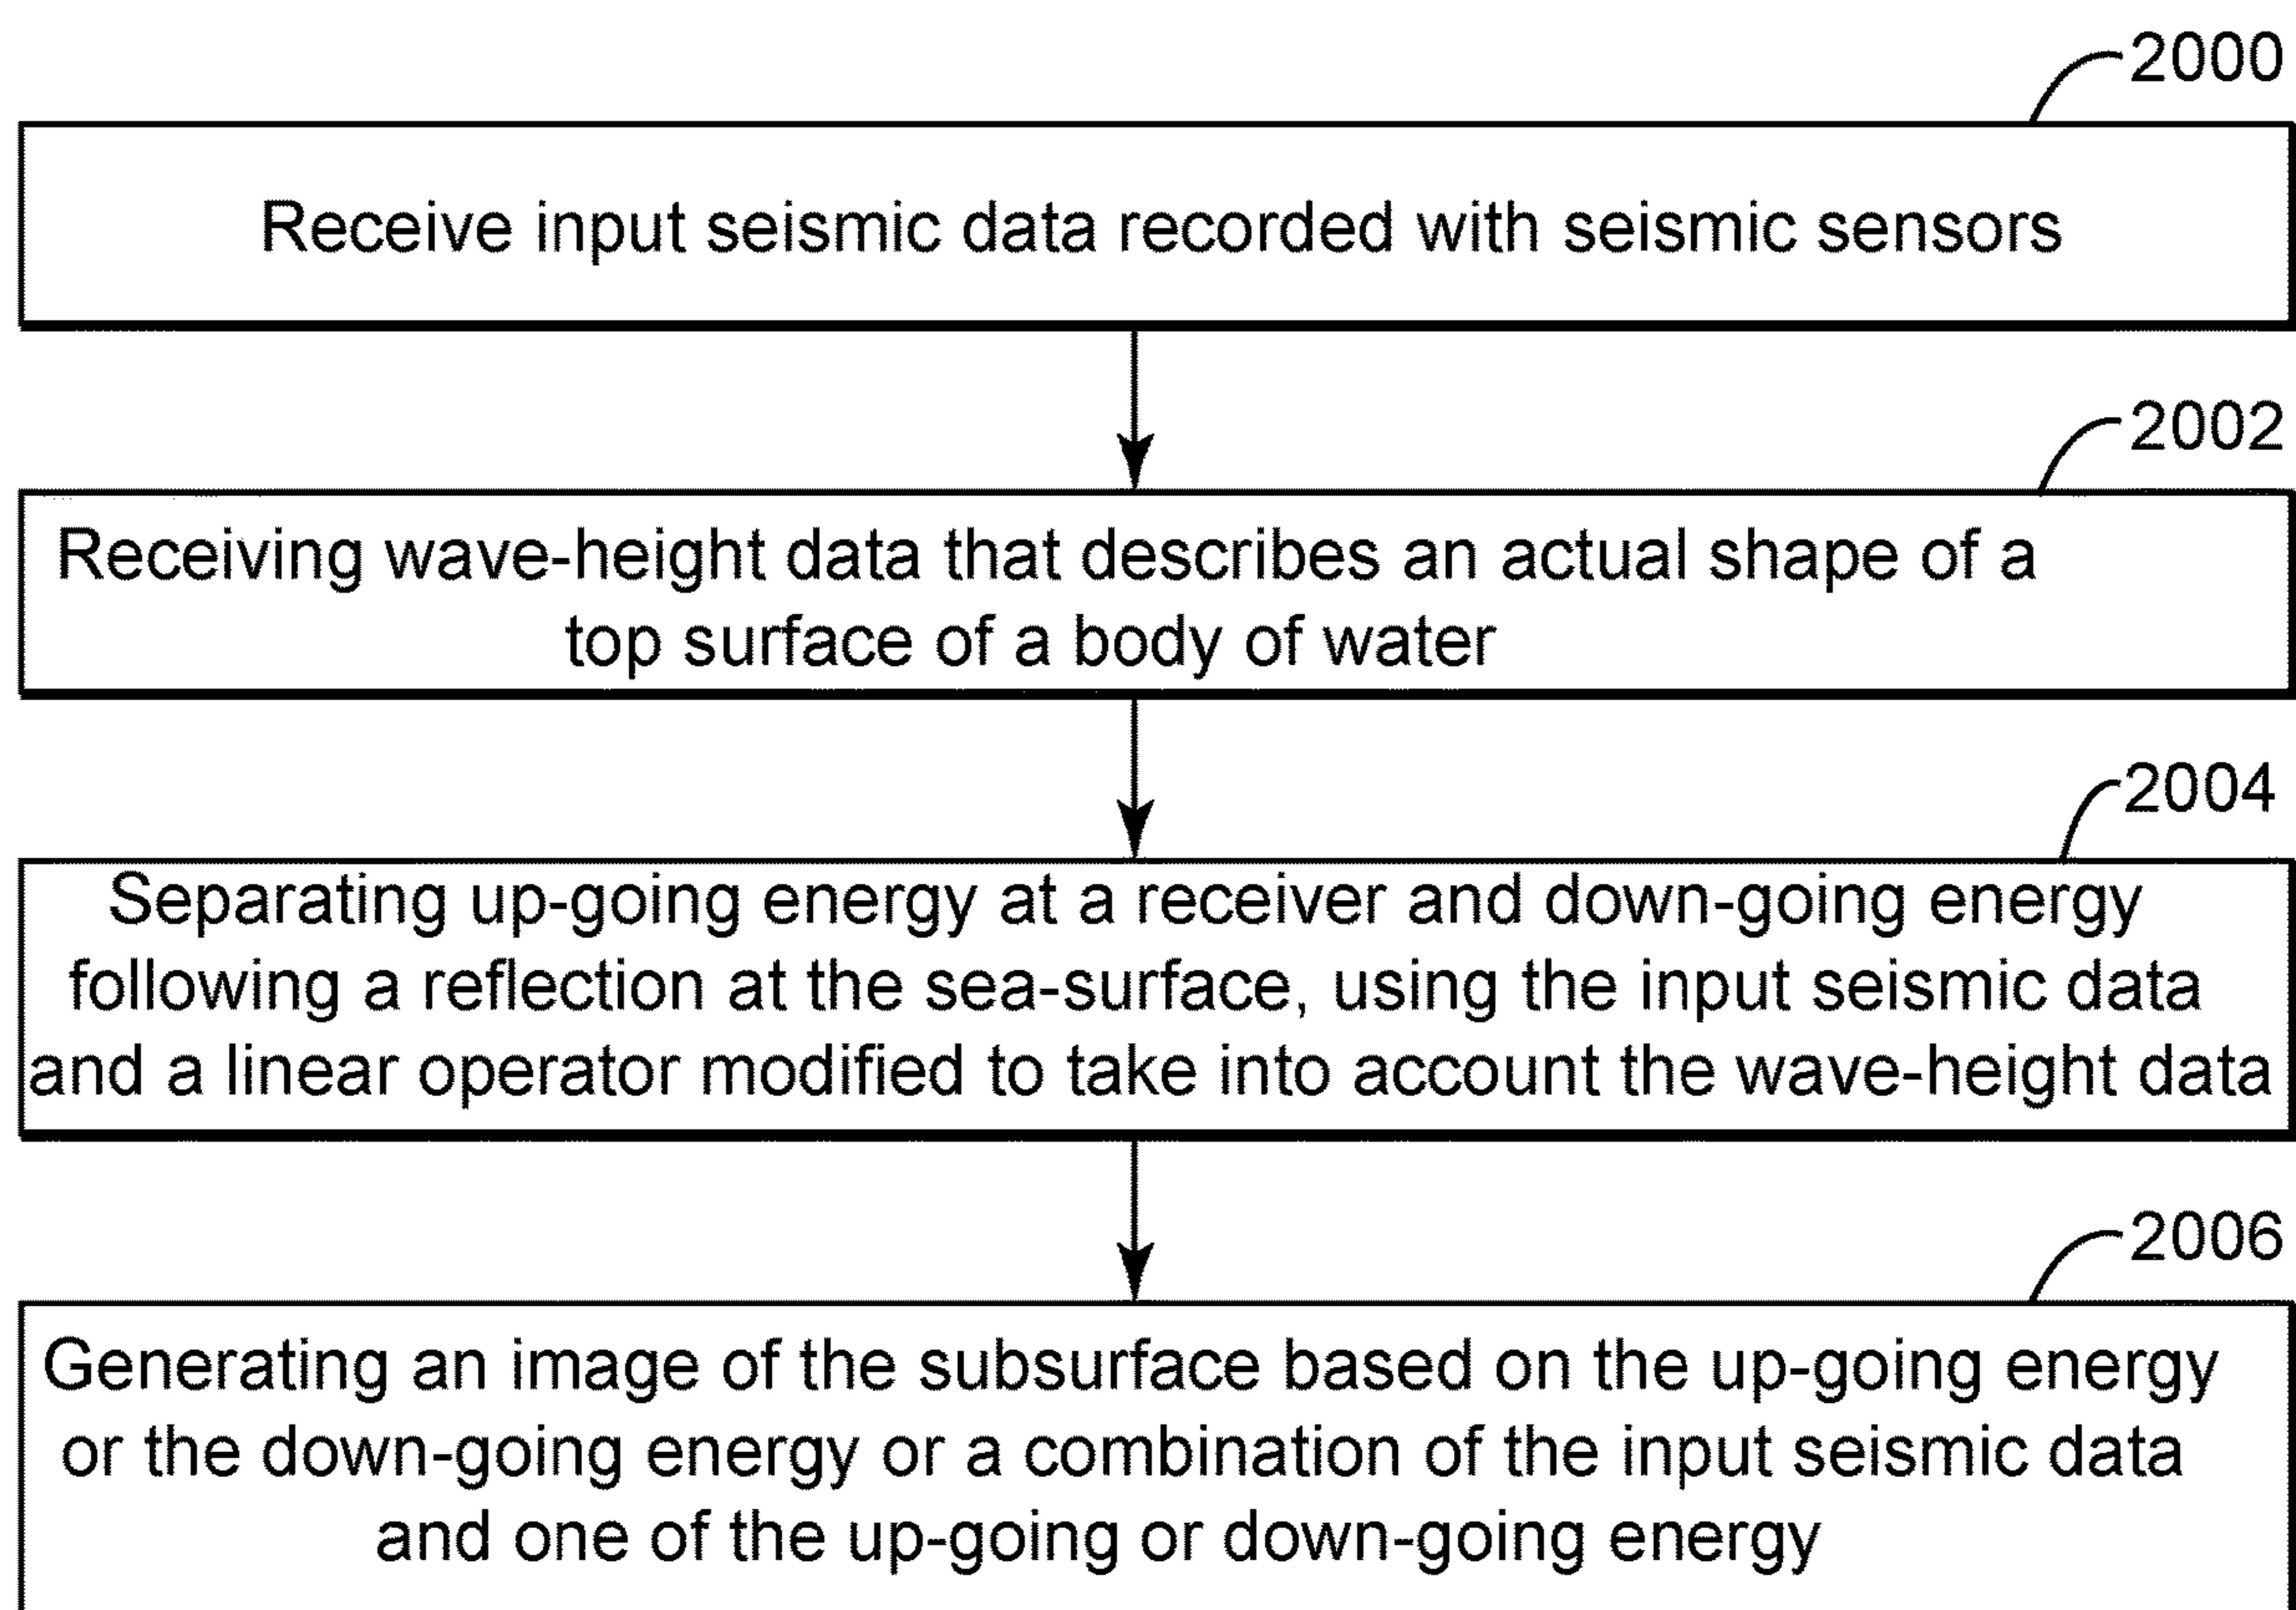 2000
Receive input seismic data recorded with seismic sensors
2002
Receiving wave-height data that describes an actual shape of a
top surface of a body of water
2004
Separating up-going energy at a receiver and down-going energy
following a reflection at the sea-surface, using the input seismic data
and a linear operator modified to take into account the wave-height data
2006
Generating an image of the subsurface based on the up-going energy
or the down-going energy or a combination of the input seismic data
and one of the up-going or down-going energy